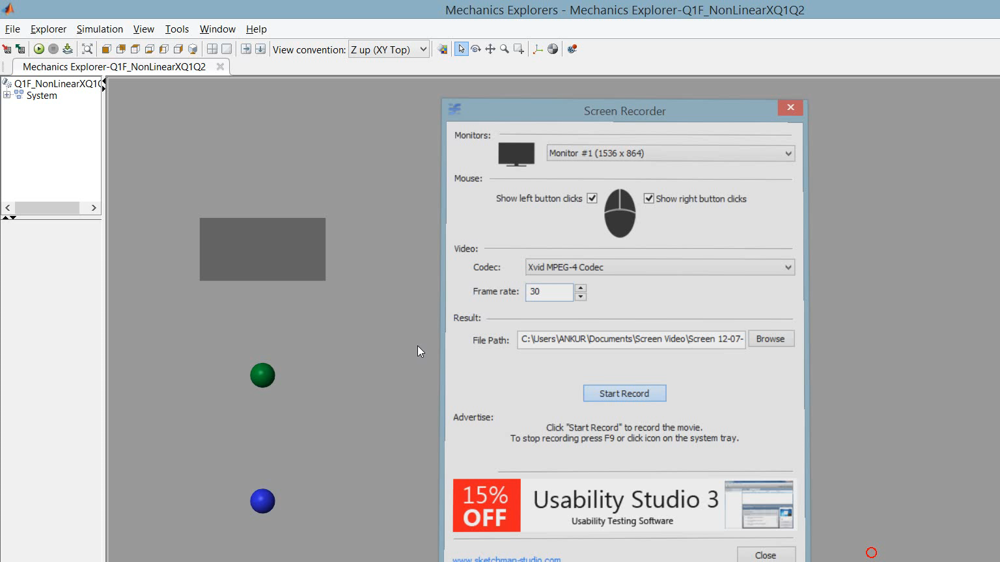 Mechanics Explorers - Mechanics Explorer-Q1F_NonLinearXQ1Q2
File Explorer Simulation View Tools Window Help
View convention: Z up (XY Top)
Mechanics Explorer-Q1F_NonLinearXQ1Q2
Q1F_NonLinearXQ1
System
Screen Recorder
Monitors:
Monitor #1 (1536 x 864)
Mouse:
Show left button clicks
Show right button clicks
Video:
Codec: Xvid MPEG-4 Codec
Frame rate: 30
Result:
File Path: C:\Users\ANKUR\Documents\Screen Video\Screen 12-07- Browse
Start Record
Advertise:
Click "Start Record" to record the movie.
To stop recording press F9 or click icon on the system tray.
15% OFF
Usability Studio 3
Usability Testing Software
www.sketchman-studio.com
Close